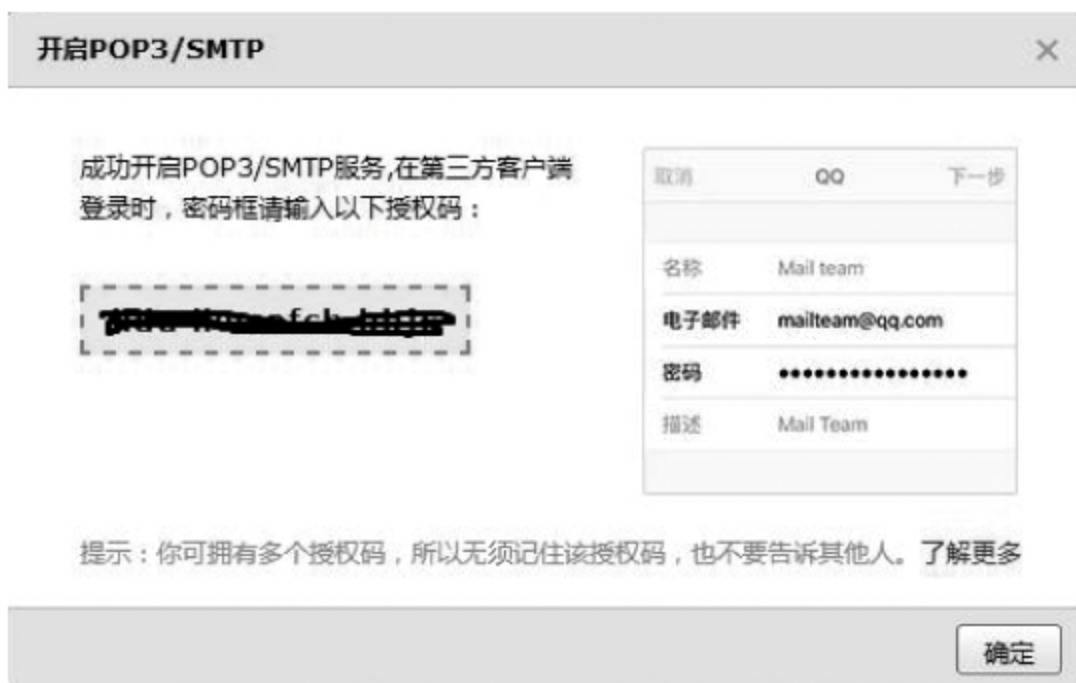 开启POP3/SMTP
×
成功开启POP3/SMTP服务,在第三方客户端
登录时，密码框请输入以下授权码：
取消 QQ 下一步
名称 Mail team
电子邮件 mailteam@qq.com
密码 ●●●●●●●●●●●●●●●●
描述 Mail Team
提示：你可拥有多个授权码，所以无须记住该授权码，也不要告诉其他人。了解更多
确定